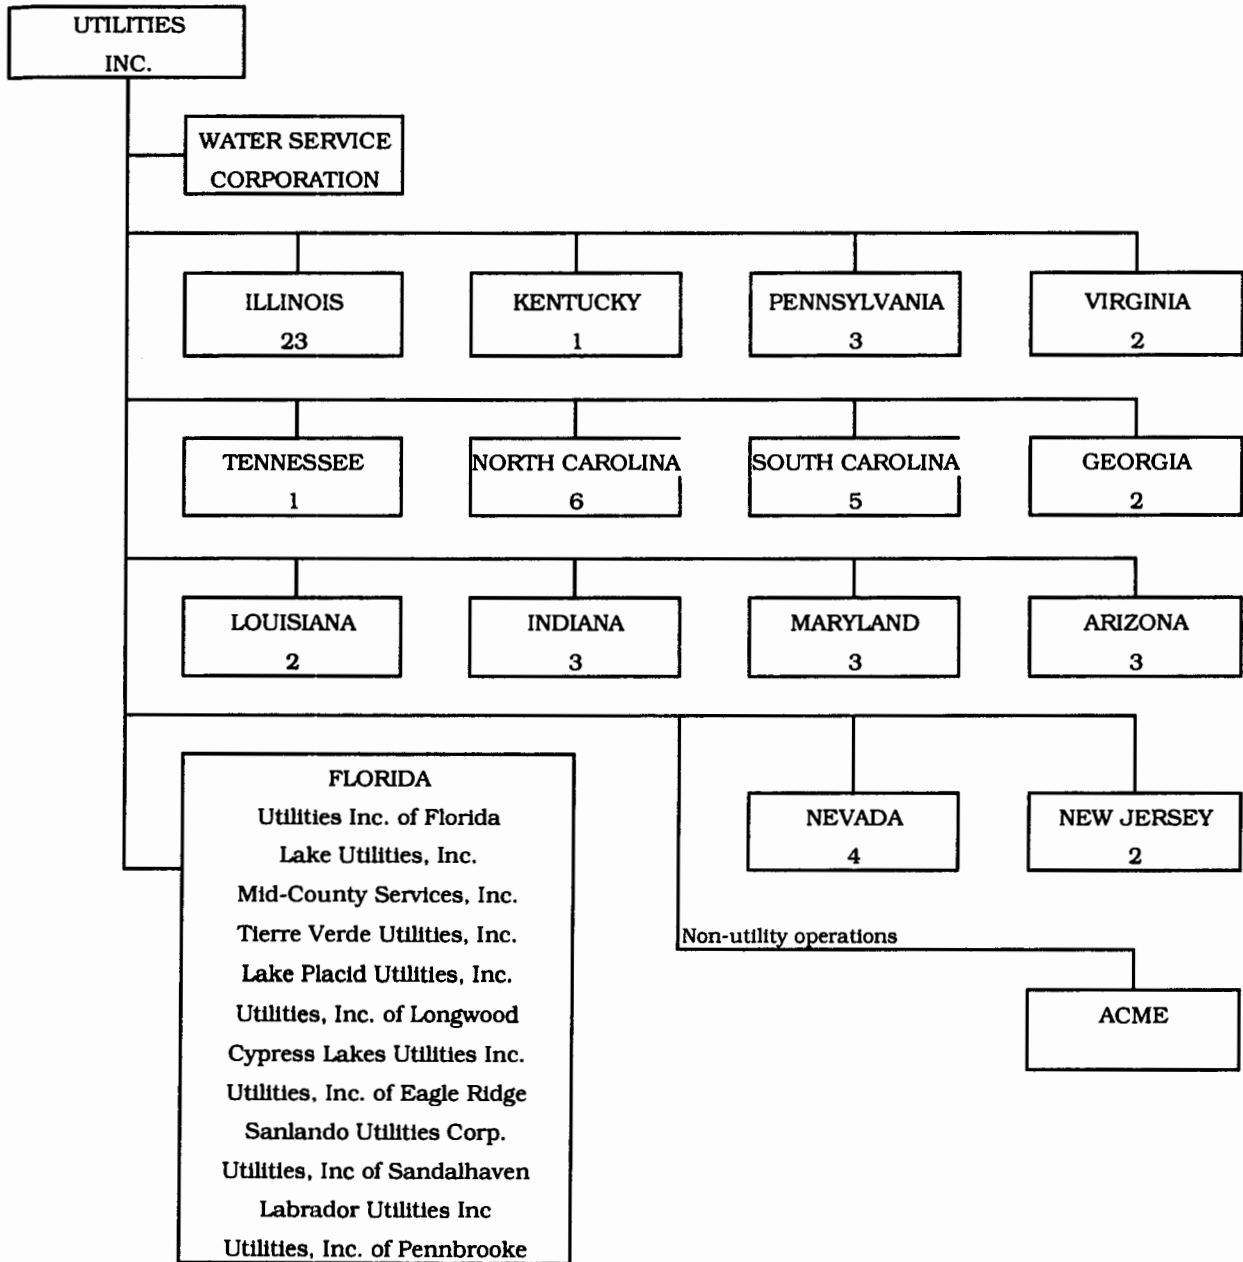 UTILITIES
INC.
WATER SERVICE
CORPORATION
ILLINOIS
23
KENTUCKY
1
PENNSYLVANIA
3
VIRGINIA
2
TENNESSEE
1
NORTH CAROLINA
6
SOUTH CAROLINA
5
GEORGIA
2
LOUISIANA
2
INDIANA
3
MARYLAND
3
ARIZONA
3
FLORIDA
Utilities Inc. of Florida
Lake Utilities, Inc.
Mid-County Services, Inc.
Tierre Verde Utilities, Inc.
Lake Placid Utilities, Inc.
Utilities, Inc. of Longwood
Cypress Lakes Utilities Inc.
Utilities, Inc. of Eagle Ridge
Sanlando Utilities Corp.
Utilities, Inc of Sandalhaven
Labrador Utilities Inc
Utilities, Inc. of Pennbrooke
NEVADA
4
NEW JERSEY
2
Non-utility operations
ACME